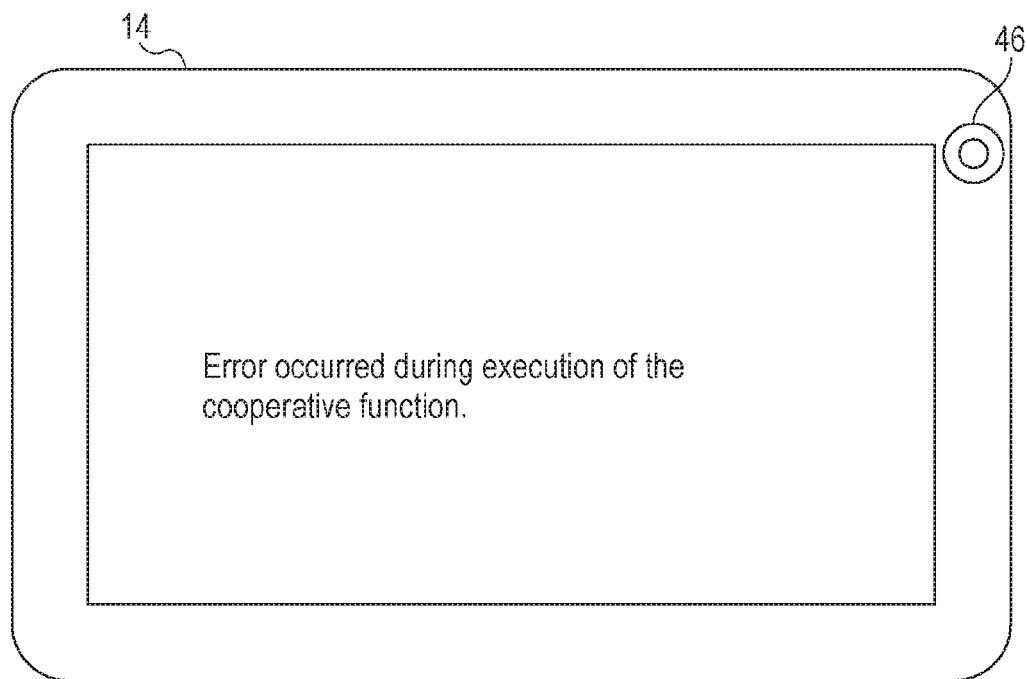 14
46
Error occurred during execution of the
cooperative function.